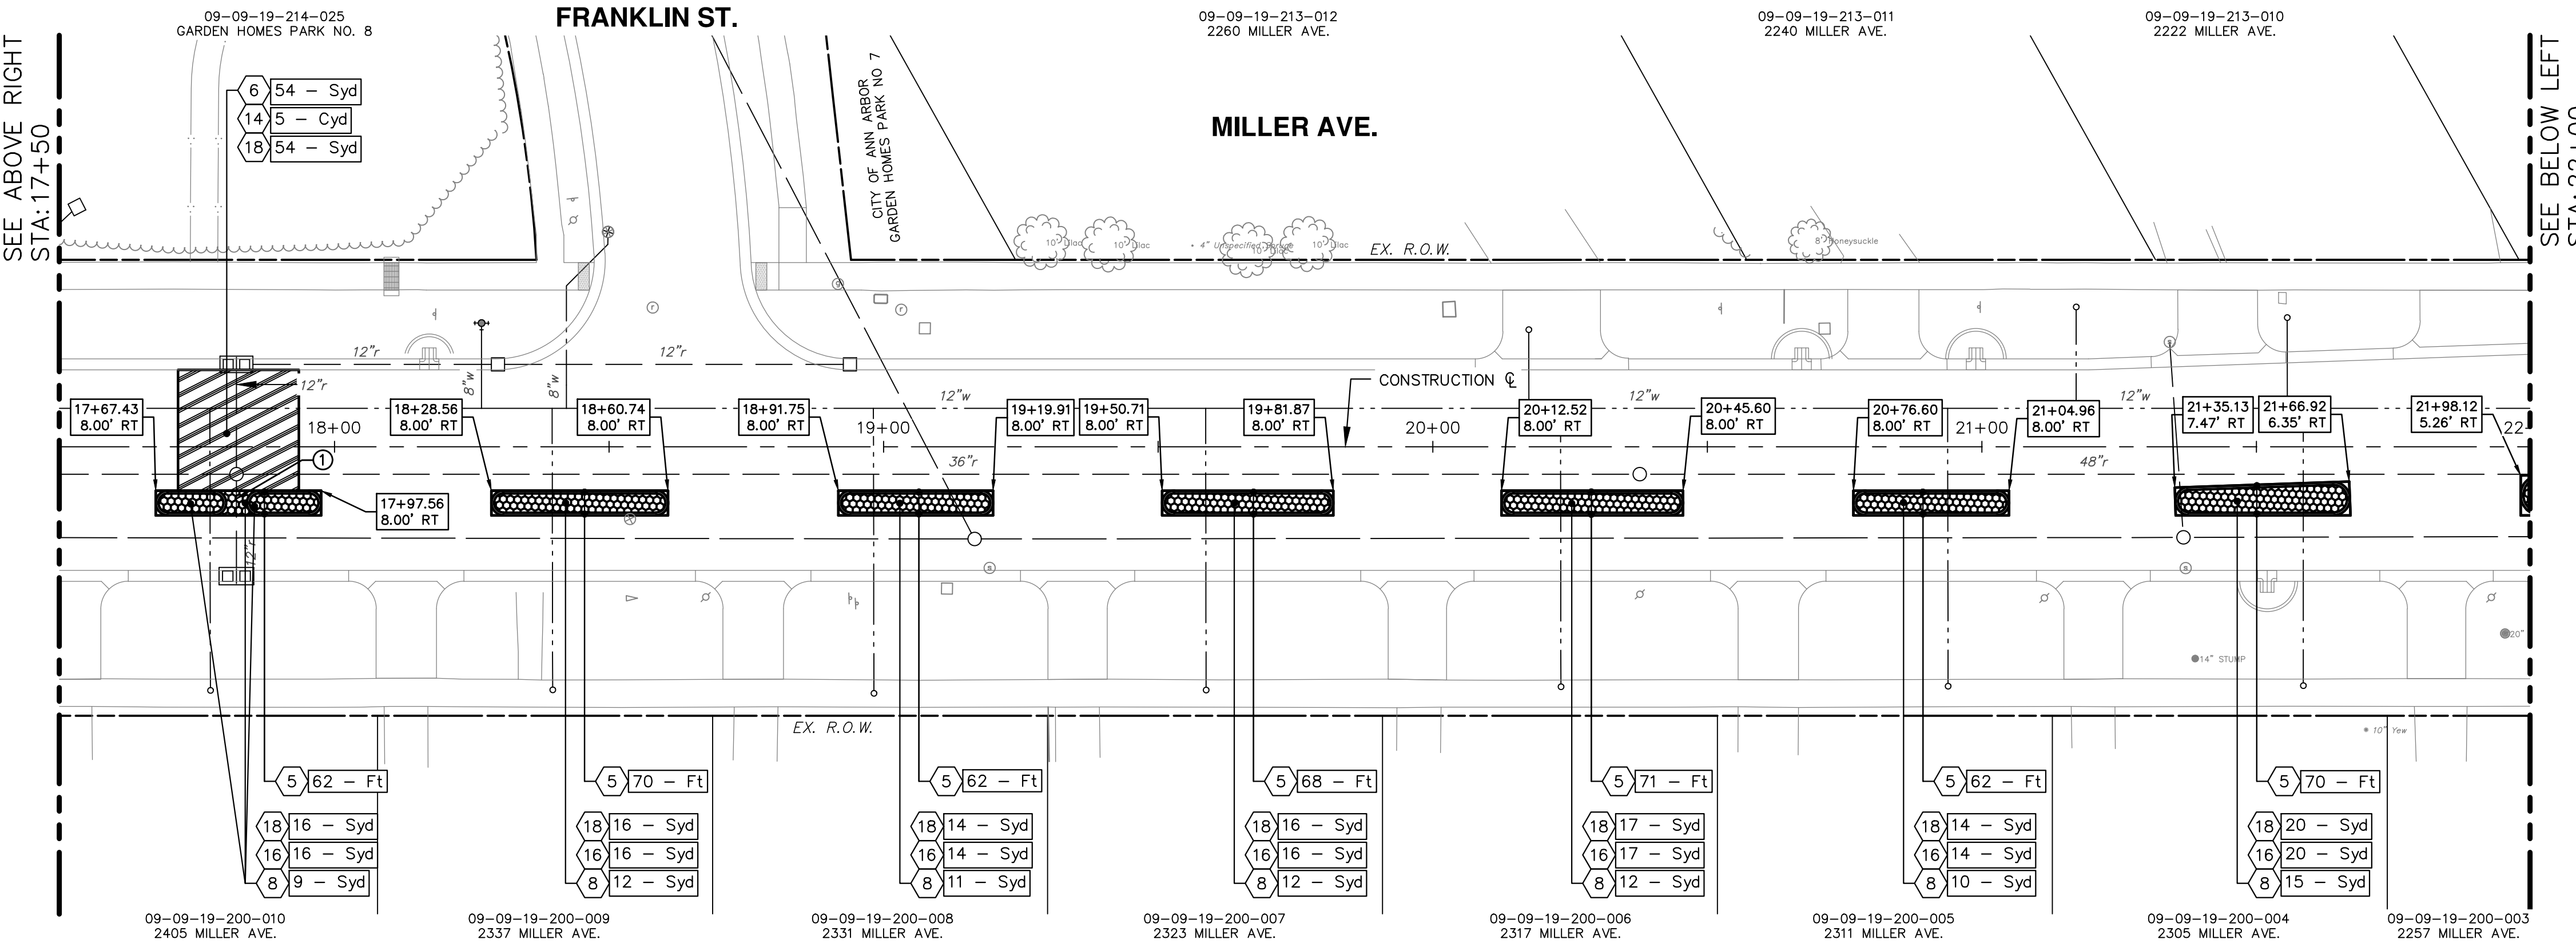 09-09-19-214-025
GARDEN HOMES PARK NO. 8
FRANKLIN ST.
09-09-19-213-012
2260 MILLER AVE.
09-09-19-213-011
2240 MILLER AVE.
09-09-19-213-010
2222 MILLER AVE.
SEE ABOVE RIGHT
STA: 17+50
SEE BELOW LEFT
6 54 - Syd
14 5 - Cyd
18 54 - Syd
CITY OF ANN ARBOR
GARDEN HOMES PARK NO 7
MILLER AVE.
10" Lilac
10" Lilac
4" Unspecified
10" Lilac
8" Honeysuckle
EX. R.O.W.
12"r
12"r
12"r
8"w
8"w
12"w
CONSTRUCTION ℄
12"w
12"w
17+67.43
8.00' RT
18+00
18+28.56
8.00' RT
18+60.74
8.00' RT
18+91.75
8.00' RT
19+00
19+19.91
8.00' RT
19+50.71
8.00' RT
19+81.87
8.00' RT
20+00
20+12.52
8.00' RT
20+45.60
8.00' RT
20+76.60
8.00' RT
21+00
21+04.96
8.00' RT
21+35.13
7.47' RT
21+66.92
6.35' RT
21+98.12
5.26' RT
22
1
36"r
48"r
17+97.56
8.00' RT
12"r
14" STUMP
20"
10" Yew
EX. R.O.W.
5 62 - Ft
5 70 - Ft
5 62 - Ft
5 68 - Ft
5 71 - Ft
5 62 - Ft
5 70 - Ft
18 16 - Syd
16 16 - Syd
8 9 - Syd
18 16 - Syd
16 16 - Syd
8 12 - Syd
18 14 - Syd
16 14 - Syd
8 11 - Syd
18 16 - Syd
16 16 - Syd
8 12 - Syd
18 17 - Syd
16 17 - Syd
8 12 - Syd
18 14 - Syd
16 14 - Syd
8 10 - Syd
18 20 - Syd
16 20 - Syd
8 15 - Syd
09-09-19-200-010
2405 MILLER AVE.
09-09-19-200-009
2337 MILLER AVE.
09-09-19-200-008
2331 MILLER AVE.
09-09-19-200-007
2323 MILLER AVE.
09-09-19-200-006
2317 MILLER AVE.
09-09-19-200-005
2311 MILLER AVE.
09-09-19-200-004
2305 MILLER AVE.
09-09-19-200-003
2257 MILLER AVE.